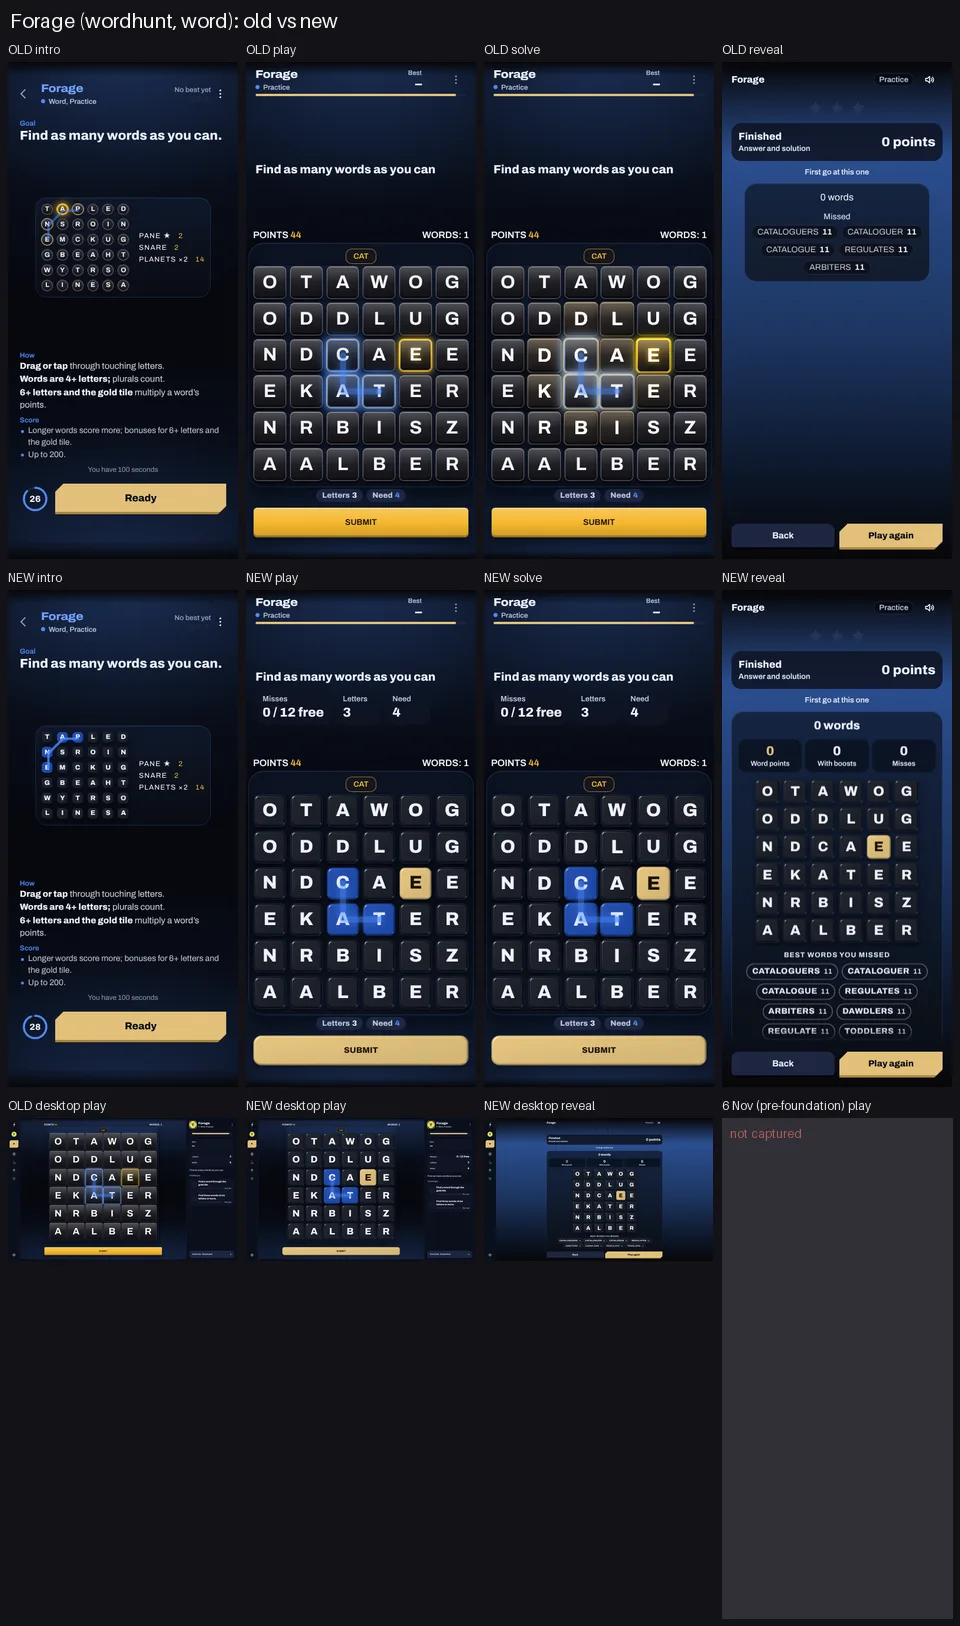 Forage (wordhunt, word): old vs new
OLD intro
OLD play
OLD solve
OLD reveal
Forage
Word, Practice
No best yet
Goal
Find as many words as you can.
T A P L E D
N S R O I N
E M C K U G
G B E A H T
W Y T R S O
L I N E S A
PANE ★ 2
SNARE 2
PLANETS ×2 14
How
Drag or tap through touching letters.
Words are 4+ letters; plurals count.
6+ letters and the gold tile multiply a word's
points.
Score
Longer words score more; bonuses for 6+ letters and
the gold tile.
Up to 200.
You have 100 seconds
26
Ready
Forage
Practice
Best
–
Find as many words as you can
POINTS 44
WORDS: 1
CAT
O T A W O G
O D D L U G
N D C A E E
E K A T E R
N R B I S Z
A A L B E R
Letters 3
Need 4
SUBMIT
Forage
Practice
Best
–
Find as many words as you can
POINTS 44
WORDS: 1
CAT
O T A W O G
O D D L U G
N D C A E E
E K A T E R
N R B I S Z
A A L B E R
Letters 3
Need 4
SUBMIT
Forage
Practice
Finished
Answer and solution
0 points
First go at this one
0 words
Missed
CATALOGUERS 11
CATALOGUER 11
CATALOGUE 11
REGULATES 11
ARBITERS 11
Back
Play again
NEW intro
NEW play
NEW solve
NEW reveal
Forage
Word, Practice
No best yet
Goal
Find as many words as you can.
T A P L E D
N S R O I N
E M C K U G
G B E A H T
W Y T R S O
L I N E S A
PANE ★ 2
SNARE 2
PLANETS ×2 14
How
Drag or tap through touching letters.
Words are 4+ letters; plurals count.
6+ letters and the gold tile multiply a word's
points.
Score
Longer words score more; bonuses for 6+ letters and
the gold tile.
Up to 200.
You have 100 seconds
28
Ready
Forage
Practice
Best
–
Find as many words as you can
Misses
0 / 12 free
Letters
3
Need
4
POINTS 44
WORDS: 1
CAT
O T A W O G
O D D L U G
N D C A E E
E K A T E R
N R B I S Z
A A L B E R
Letters 3
Need 4
SUBMIT
Forage
Practice
Best
–
Find as many words as you can
Misses
0 / 12 free
Letters
3
Need
4
POINTS 44
WORDS: 1
CAT
O T A W O G
O D D L U G
N D C A E E
E K A T E R
N R B I S Z
A A L B E R
Letters 3
Need 4
SUBMIT
Forage
Practice
Finished
Answer and solution
0 points
First go at this one
0 words
0
Word points
0
With boosts
0
Misses
O T A W O G
O D D L U G
N D C A E E
E K A T E R
N R B I S Z
A A L B E R
BEST WORDS YOU MISSED
CATALOGUERS 11
CATALOGUER 11
CATALOGUE 11
REGULATES 11
ARBITERS 11
DAWDLERS 11
REGULATE 11
TODDLERS 11
Back
Play again
OLD desktop play
NEW desktop play
NEW desktop reveal
6 Nov (pre-foundation) play
O T A W O G
O D D L U G
N D C A E E
E K A T E R
N R B I S Z
A A L B E R
Forage
O T A W O G
O D D L U G
N D C A E E
E K A T E R
N R B I S Z
A A L B E R
Forage
O T A W O G
O D D L U G
N D C A E E
E K A T E R
N R B I S Z
A A L B E R
not captured